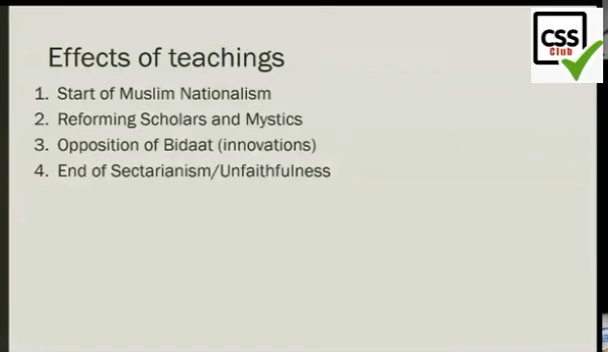 CSS
Club
Effects of teachings
1. Start of Muslim Nationalism
2. Reforming Scholars and Mystics
3. Opposition of Bidaat (innovations)
4. End of Sectarianism/Unfaithfulness